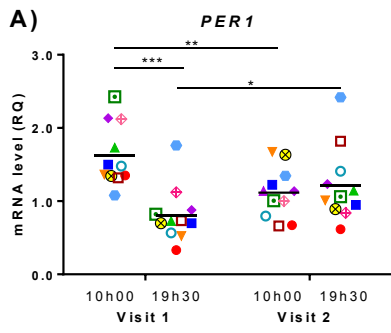 A)
PER1
mRNA level (RQ)
3.0
2.0
1.0
0.0
**
***
*
10h00 19h30 10h00 19h30
Visit 1 Visit 2